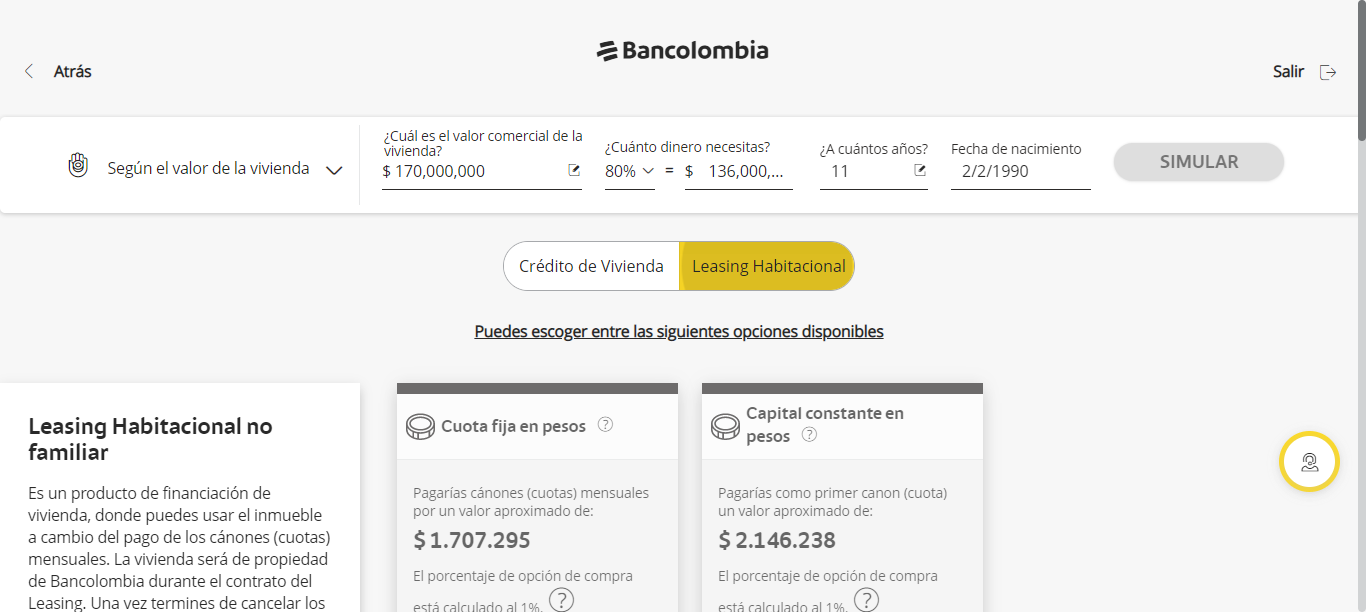 Bancolombia
Atrás
Salir
Según el valor de la vivienda
¿Cuál es el valor comercial de la
vivienda?
$ 170,000,000
¿Cuánto dinero necesitas?
80% = $ 136,000,...
¿A cuántos años?
11
Fecha de nacimiento
2/2/1990
SIMULAR
Crédito de Vivienda
Leasing Habitacional
Puedes escoger entre las siguientes opciones disponibles
Leasing Habitacional no
familiar
Es un producto de financiación de
vivienda, donde puedes usar el inmueble
a cambio del pago de los cánones (cuotas)
mensuales. La vivienda será de propiedad
de Bancolombia durante el contrato del
Leasing. Una vez termines de cancelar los
Cuota fija en pesos ?
Pagarías cánones (cuotas) mensuales
por un valor aproximado de:
$ 1.707.295
El porcentaje de opción de compra
está calculado al 1%. ?
Capital constante en
pesos ?
Pagarías como primer canon (cuota)
un valor aproximado de:
$ 2.146.238
El porcentaje de opción de compra
está calculado al 1%. ?